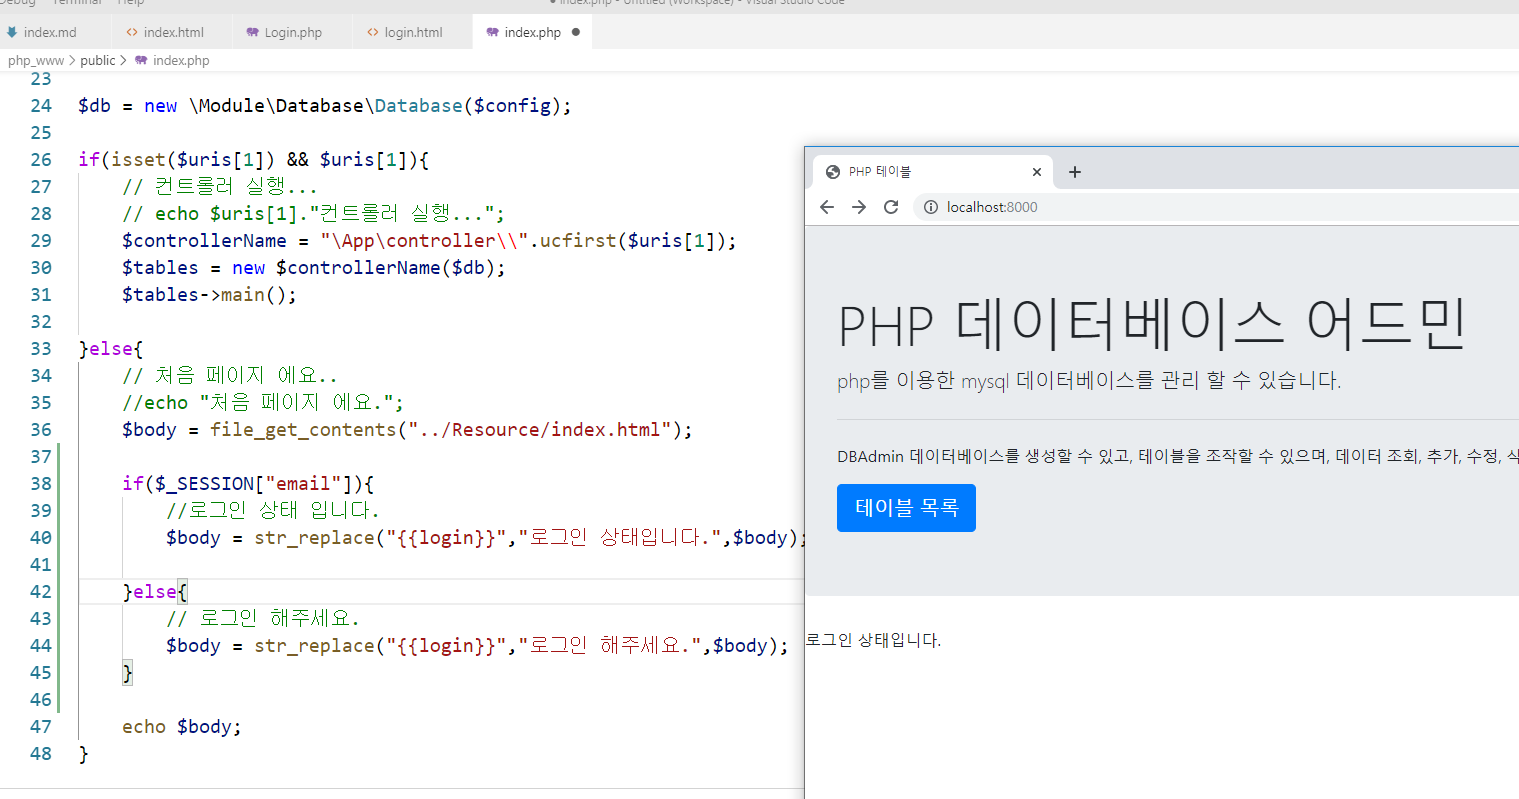 Debug Terminal Help
● index.php - Untitled (Workspace) - Visual Studio Code
index.md
index.html
Login.php
login.html
index.php ●
php_www > public > index.php
23
24 $db = new \Module\Database\Database($config);
25
26 if(isset($uris[1]) && $uris[1]){
27 // 컨트롤러 실행...
28 // echo $uris[1]."컨트롤러 실행...";
29 $controllerName = "\App\controller\\".ucfirst($uris[1]);
30 $tables = new $controllerName($db);
31 $tables->main();
32
33 }else{
34 // 처음 페이지 에요..
35 //echo "처음 페이지 에요.";
36 $body = file_get_contents("../Resource/index.html");
37
38 if($_SESSION["email"]){
39 //로그인 상태 입니다.
40 $body = str_replace("{{login}}","로그인 상태입니다.",$body);
41
42 }else{
43 // 로그인 해주세요.
44 $body = str_replace("{{login}}","로그인 해주세요.",$body);
45 }
46
47 echo $body;
48 }
PHP 테이블
localhost:8000
PHP 데이터베이스 어드민
php를 이용한 mysql 데이터베이스를 관리 할 수 있습니다.
DBAdmin 데이터베이스를 생성할 수 있고, 테이블을 조작할 수 있으며, 데이터 조회, 추가, 수정,
테이블 목록
로그인 상태입니다.